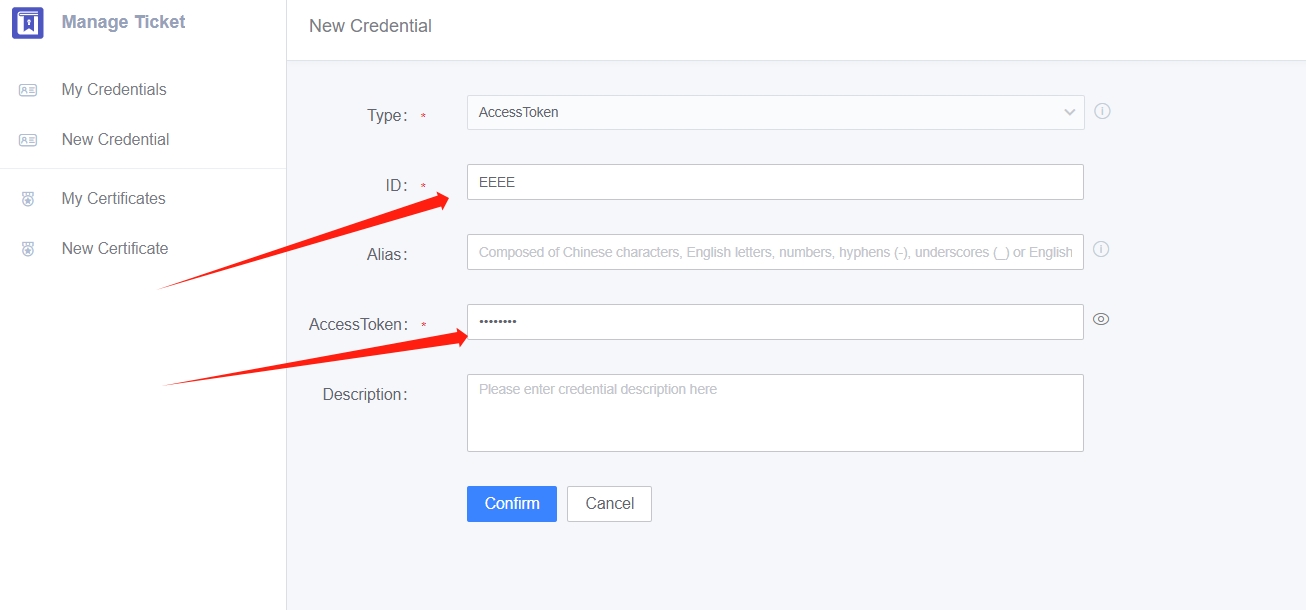 Manage Ticket
New Credential
My Credentials
New Credential
My Certificates
New Certificate
Type: *
AccessToken
ID: *
EEEE
Alias:
Composed of Chinese characters, English letters, numbers, hyphens (-), underscores (_) or English
AccessToken: *
••••••••
Description:
Please enter credential description here
Confirm
Cancel